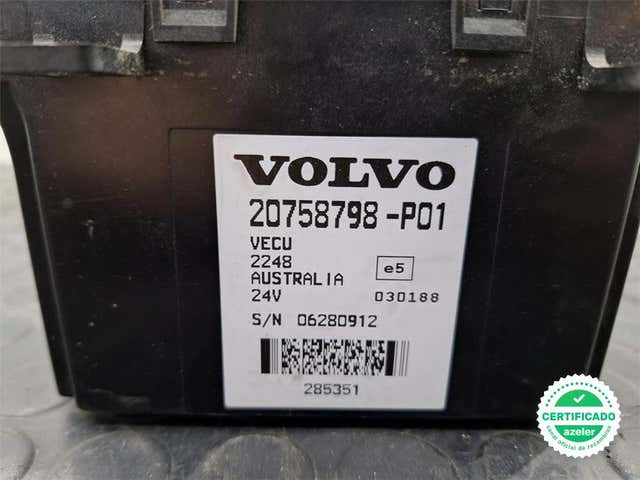 VOLVO
20758798-P01
VECU
2248
e5
AUSTRALIA
24V 030188
S/N 06280912
285351
CERTIFICADO
azeler